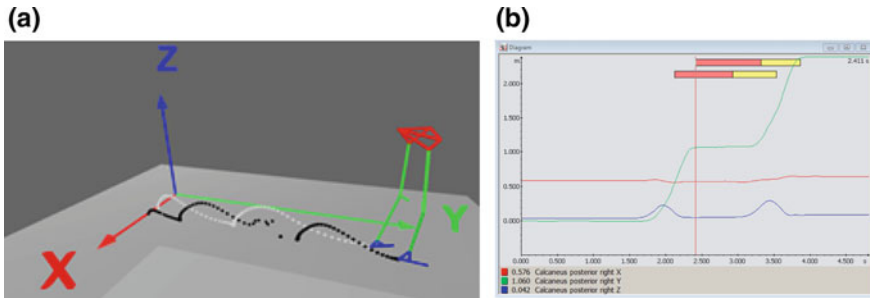 (a)
Z
X
Y
(b)
Diagram
m
2.411 s
2.000
1.500
1.000
0.500
0.000
0.000 0.500 1.000 1.500 2.000 2.500 3.000 3.500 4.000 4.500 s
0.576 Calcaneus posterior right X
1.060 Calcaneus posterior right Y
0.042 Calcaneus posterior right Z